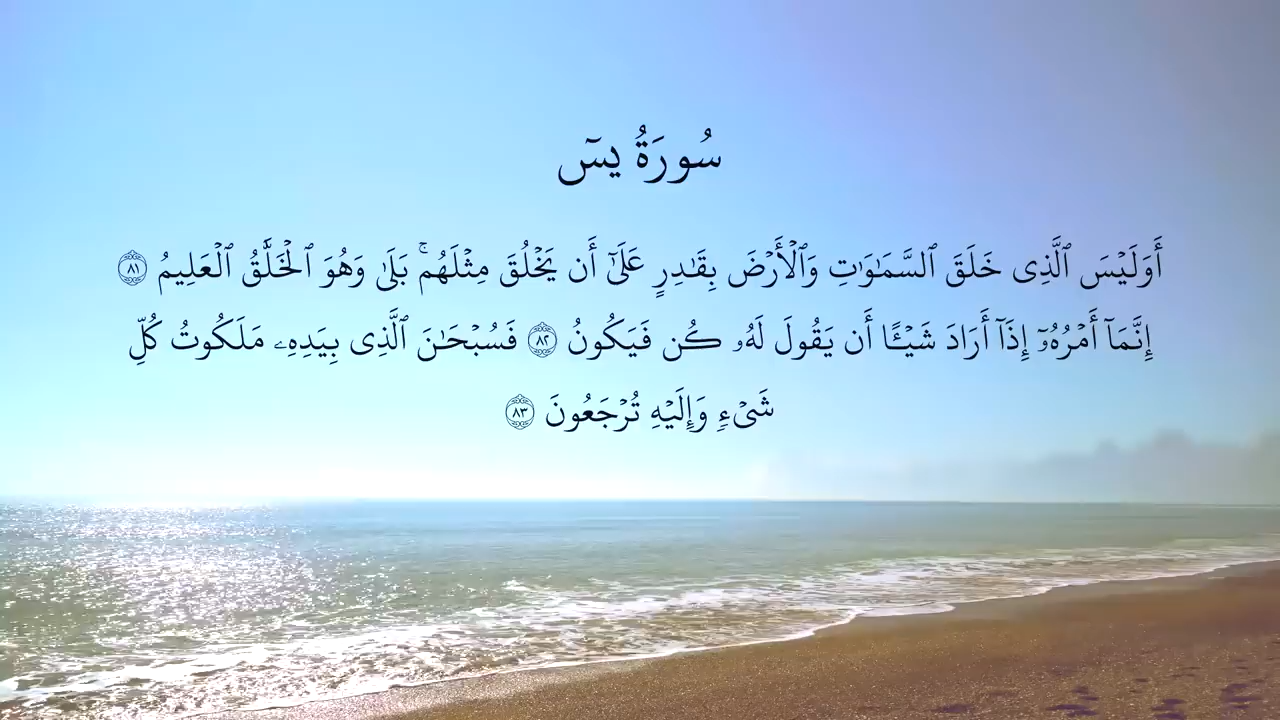 سُورَةُ يسٓ
أَوَلَيۡسَ ٱلَّذِى خَلَقَ ٱلسَّمَٰوَٰتِ وَٱلۡأَرۡضَ بِقَٰدِرٍ عَلَىٰٓ أَن يَخۡلُقَ مِثۡلَهُمۚ بَلَىٰ وَهُوَ ٱلۡخَلَّٰقُ ٱلۡعَلِيمُ ٨١
إِنَّمَآ أَمۡرُهُۥٓ إِذَآ أَرَادَ شَيۡـًٔا أَن يَقُولَ لَهُۥ كُن فَيَكُونُ ٨٢ فَسُبۡحَٰنَ ٱلَّذِى بِيَدِهِۦ مَلَكُوتُ كُلِّ
شَىۡءٍ وَإِلَيۡهِ تُرۡجَعُونَ ٨٣